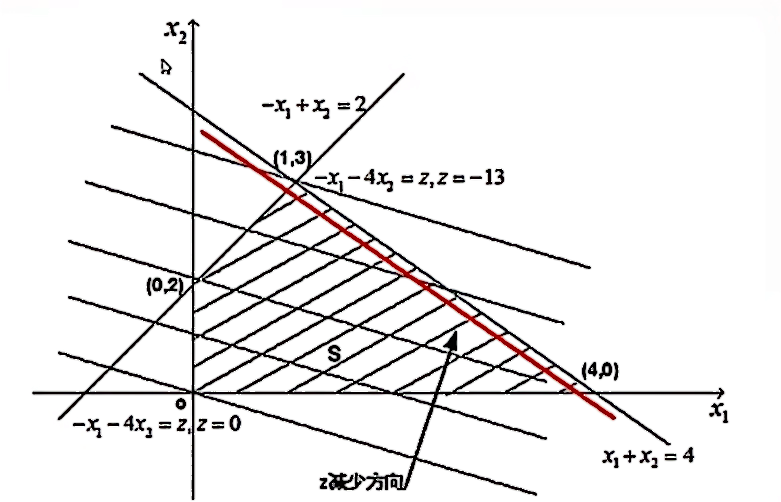 x₂
-x₁ + x₂ = 2
(1,3)
-x₁ - 4x₂ = z, z = -13
(0,2)
S
(4,0)
o
x₁
-x₁ - 4x₂ = z, z = 0
x₁ + x₂ = 4
z减少方向